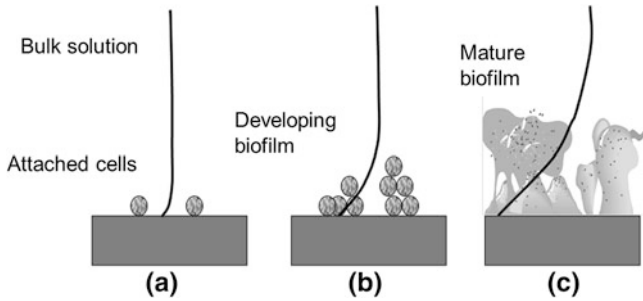 Bulk solution
Attached cells
Developing
biofilm
Mature
biofilm
(a)
(b)
(c)